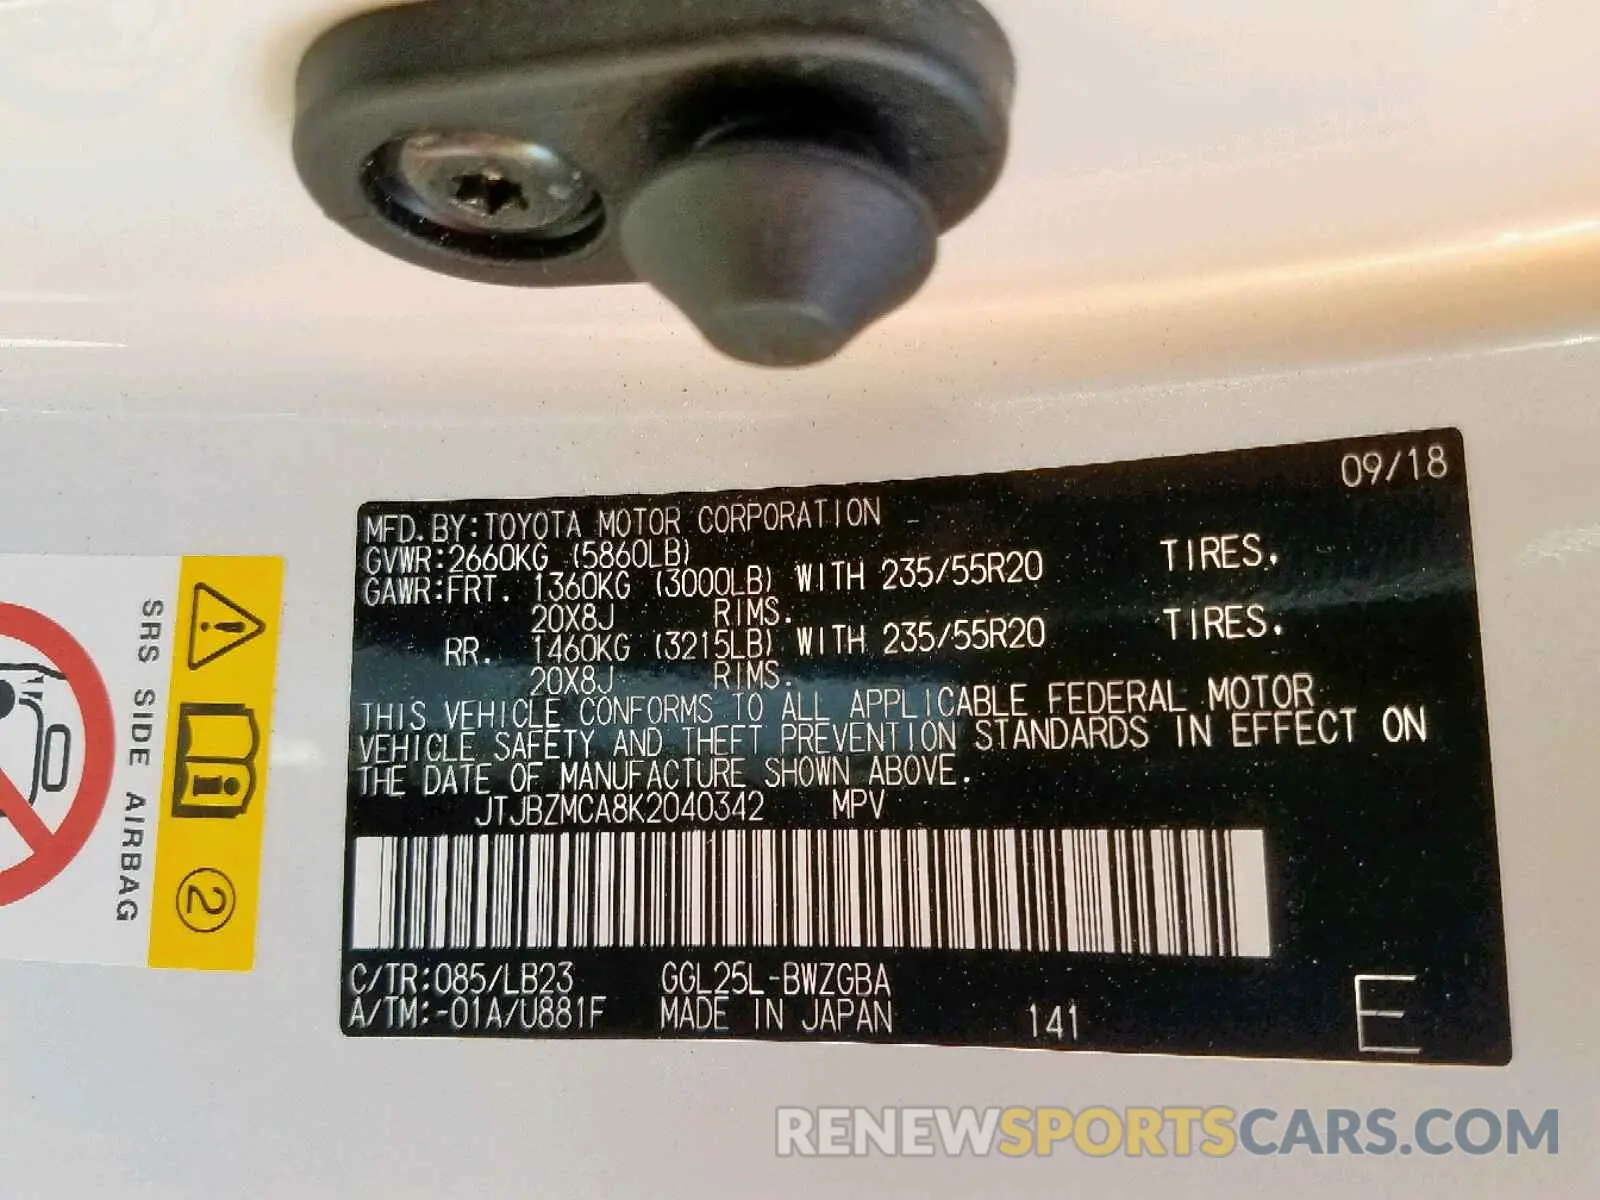 09/18
MFD. BY: TOYOTA MOTOR CORPORATION
GVWR: 2660KG (5860LB)
GAWR: FRT. 1360KG (3000LB) WITH 235/55R20 TIRES.
20X8J RIMS.
RR. 1460KG (3215LB) WITH 235/55R20 TIRES.
20X8J RIMS.
THIS VEHICLE CONFORMS TO ALL APPLICABLE FEDERAL MOTOR
VEHICLE SAFETY AND THEFT PREVENTION STANDARDS IN EFFECT ON
THE DATE OF MANUFACTURE SHOWN ABOVE.
JTJBZMCA8K2040342 MPV
C/TR: 085/LB23 GGL25L-BWZGBA
A/TM: -01A/U881F MADE IN JAPAN 141 E
SRS SIDE AIRBAG
2
RENEWSPORTSCARS.COM